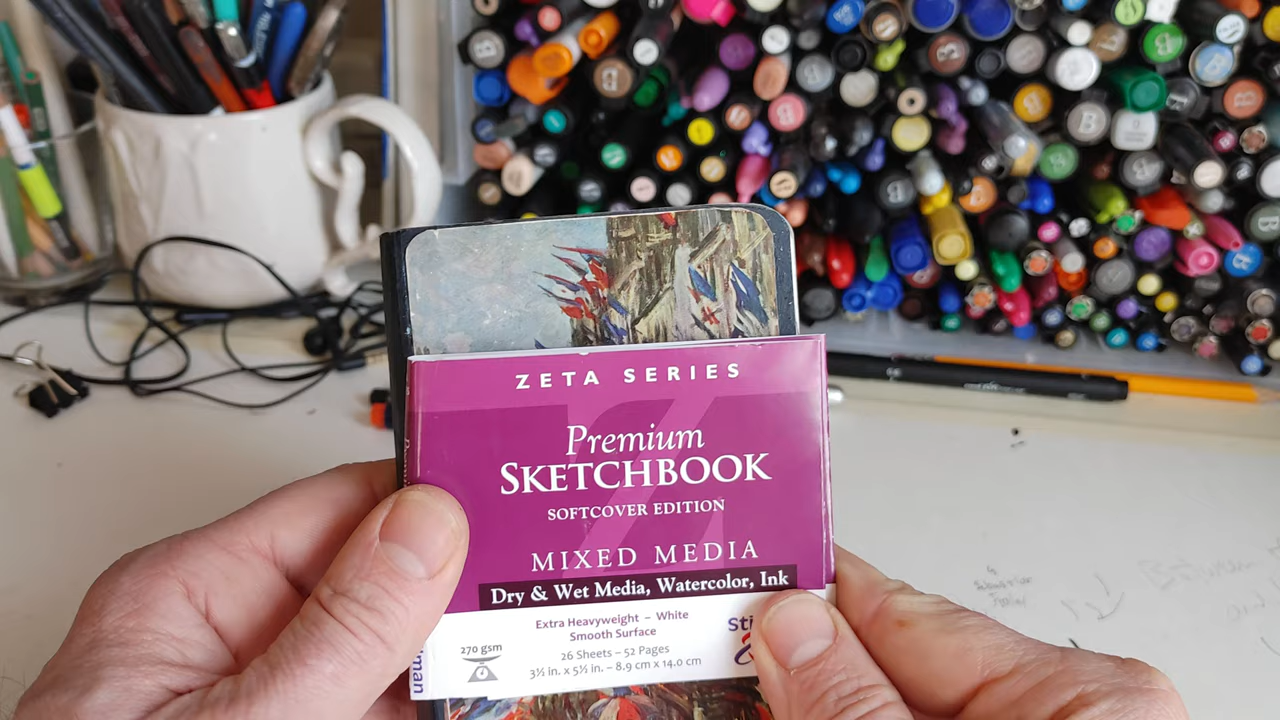 ZETA SERIES
Premium
SKETCHBOOK
SOFTCOVER EDITION
MIXED MEDIA
Dry & Wet Media, Watercolor, Ink
Extra Heavyweight – White
Smooth Surface
270 gsm
26 Sheets – 52 Pages
3½ in. x 5½ in. – 8.9 cm x 14.0 cm